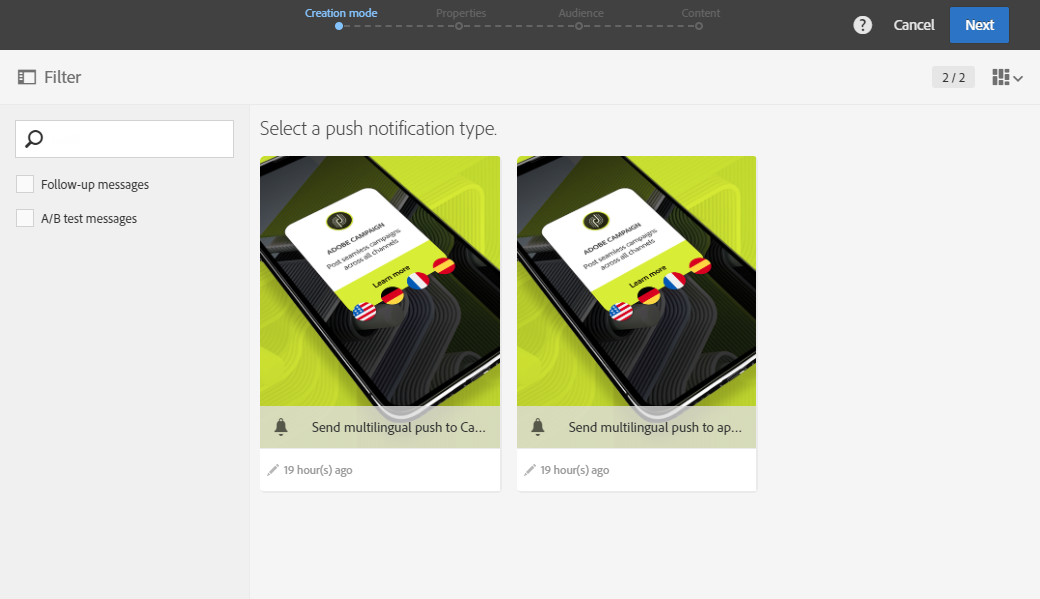 Creation mode
Properties
Audience
Content
?
Cancel
Next
Filter
2 / 2
Select a push notification type.
Follow-up messages
A/B test messages
ADOBE CAMPAIGN
Post seamless campaigns
across all channels
Learn more
Send multilingual push to Ca...
19 hour(s) ago
ADOBE CAMPAIGN
Post seamless campaigns
across all channels
Learn more
Send multilingual push to ap...
19 hour(s) ago